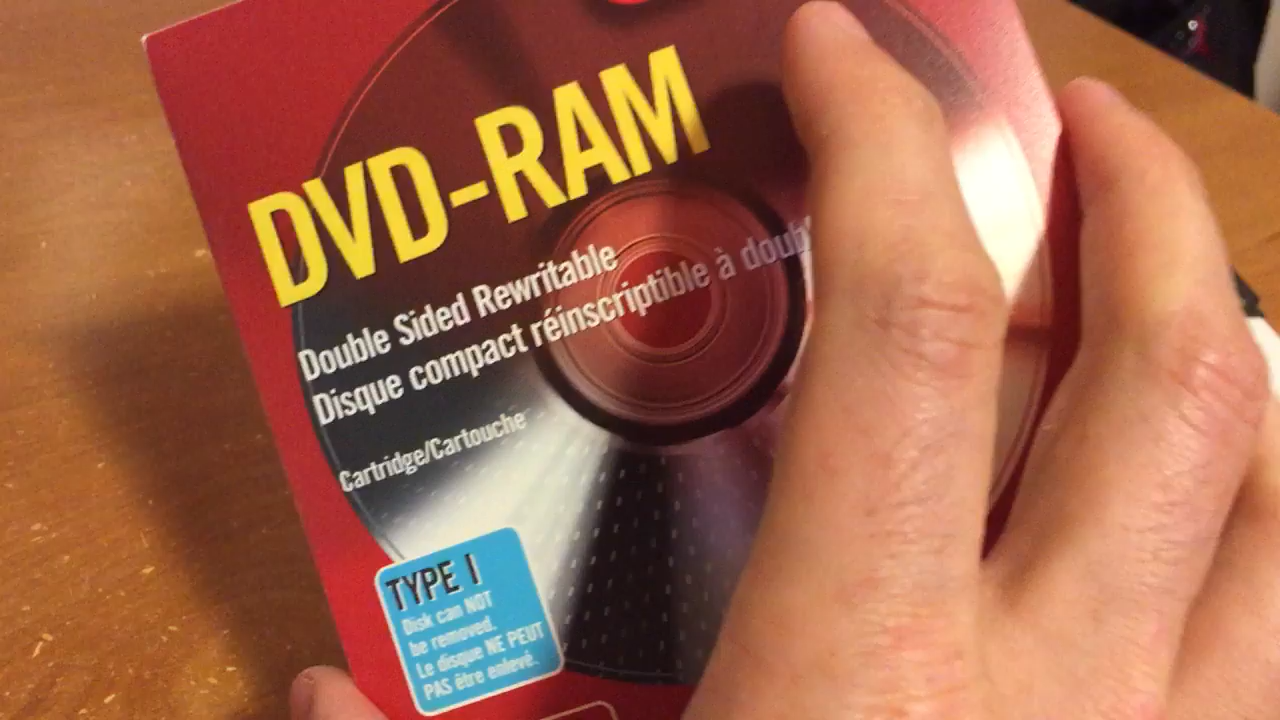 DVD-RAM
Double Sided Rewritable
Disque compact réinscriptible à
Cartridge/Cartouche
TYPE I
Disk can NOT
be removed.
Le disque NE PEUT
PAS être enlevé.